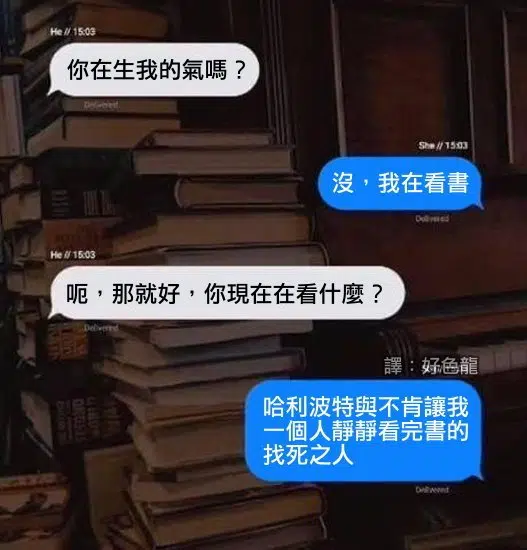 He // 15:03
你在生我的氣嗎？
Delivered
She // 15:03
沒，我在看書
Delivered
He // 15:03
呃，那就好，你現在在看什麼？
Delivered
譯：好色龍
哈利波特與不肯讓我
一個人靜靜看完書的
找死之人
Delivered